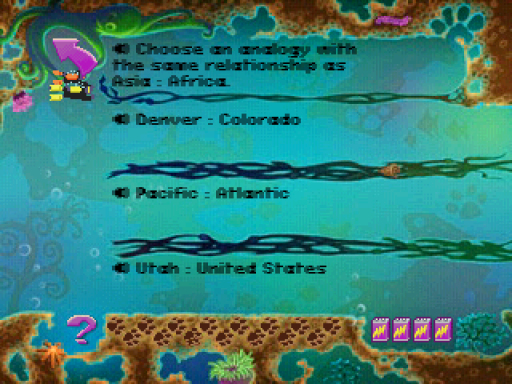 Choose an analogy with
the same relationship as
Asia : Africa.
Denver : Colorado
Pacific : Atlantic
Utah : United States
?